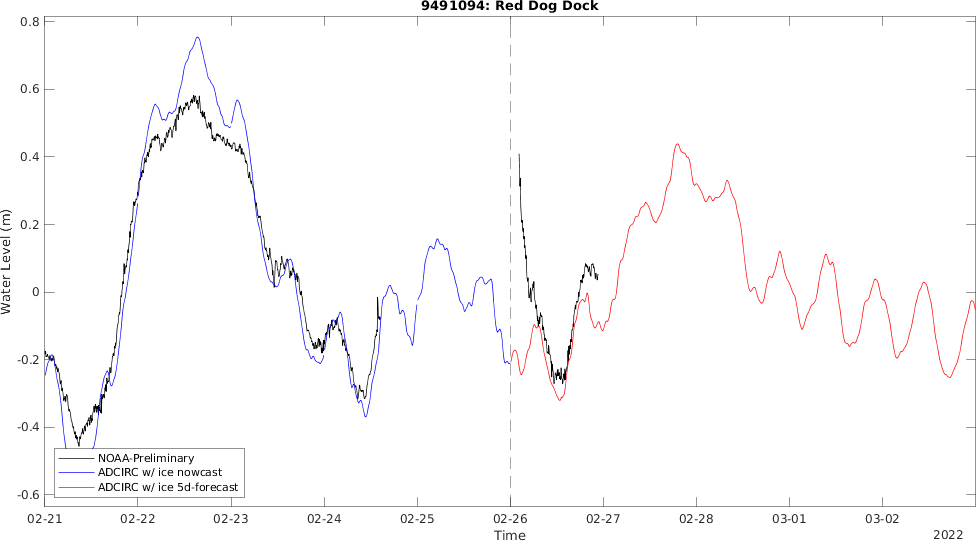 9491094: Red Dog Dock
0.8
0.6
0.4
0.2
0
-0.2
-0.4
-0.6
Water Level (m)
NOAA-Preliminary
ADCIRC w/ ice nowcast
ADCIRC w/ ice 5d-forecast
02-21 02-22 02-23 02-24 02-25 02-26 02-27 02-28 03-01 03-02
Time
2022